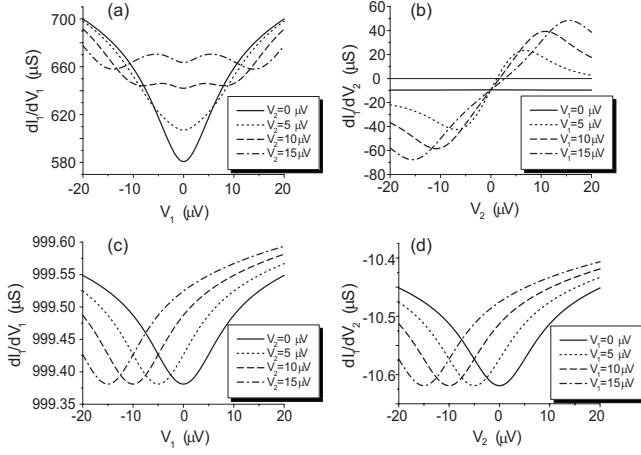 (a)
700
660
620
580
dI₁/dV₁ (μS)
-20 -10 0 10 20
V₁ (μV)
V₂=0 μV
V₂=5 μV
V₂=10μV
V₂=15μV
(b)
60
40
20
0
-20
-40
-60
-80
dI₁/dV₂ (μS)
-20 -10 0 10 20
V₂ (μV)
V₁=0 μV
V₁=5 μV
V₁=10μV
V₁=15μV
(c)
999.60
999.55
999.50
999.45
999.40
999.35
dI₁/dV₁ (μS)
-20 -10 0 10 20
V₁ (μV)
V₂=0 μV
V₂=5 μV
V₂=10μV
V₂=15μV
(d)
-10.4
-10.5
-10.6
dI₁/dV₂ (μS)
-20 -10 0 10 20
V₂ (μV)
V₁=0 μV
V₁=5 μV
V₁=10μV
V₁=15μV